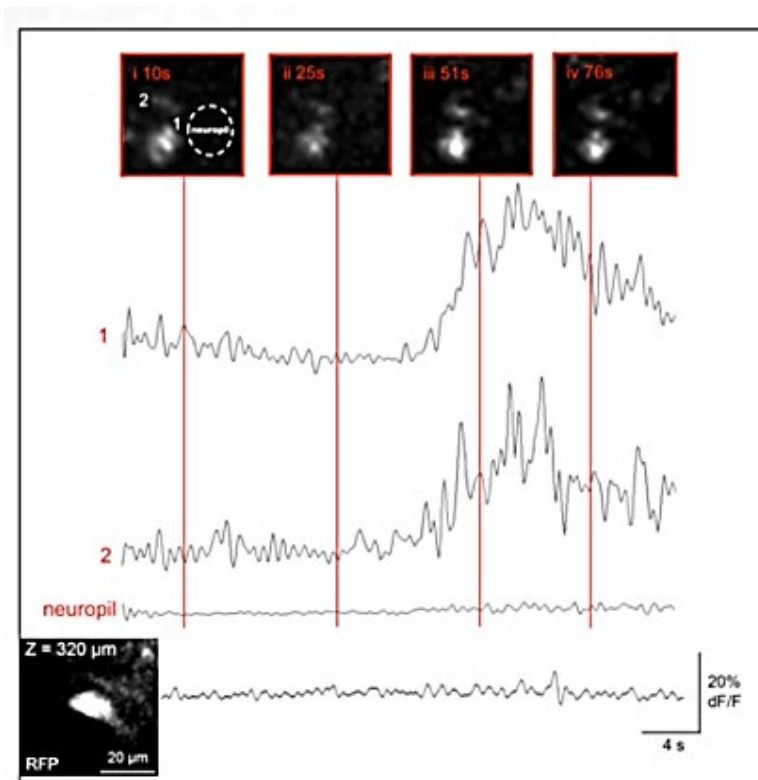 i 10s
ii 25s
iii 51s
iv 76s
2
1
neuropil
1
2
neuropil
Z = 320 µm
RFP
20 µm
20%
dF/F
4 s